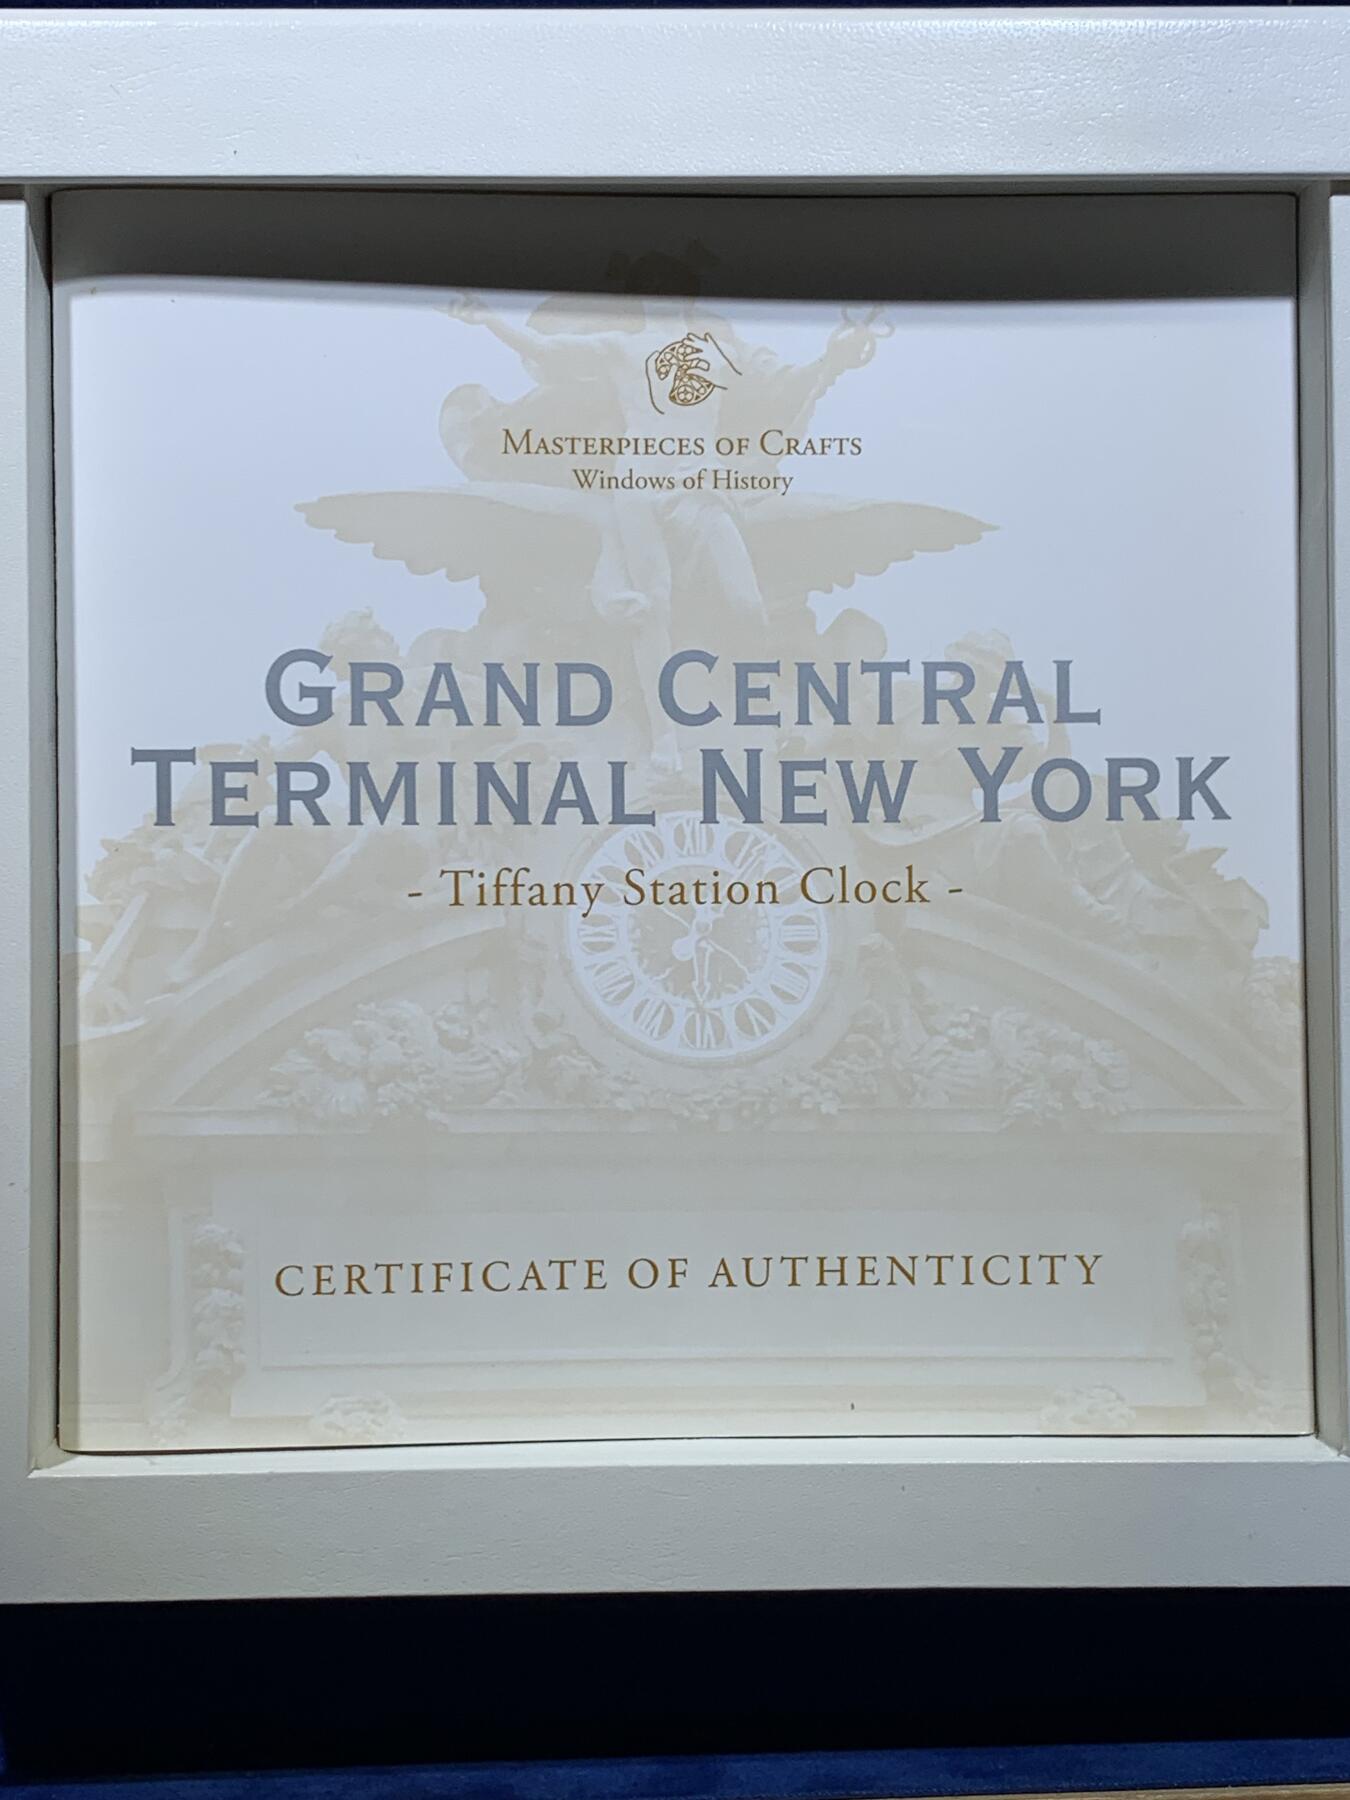 MASTERPIECES OF CRAFTS
Windows of History
GRAND CENTRAL
TERMINAL NEW YORK
- Tiffany Station Clock -
CERTIFICATE OF AUTHENTICITY